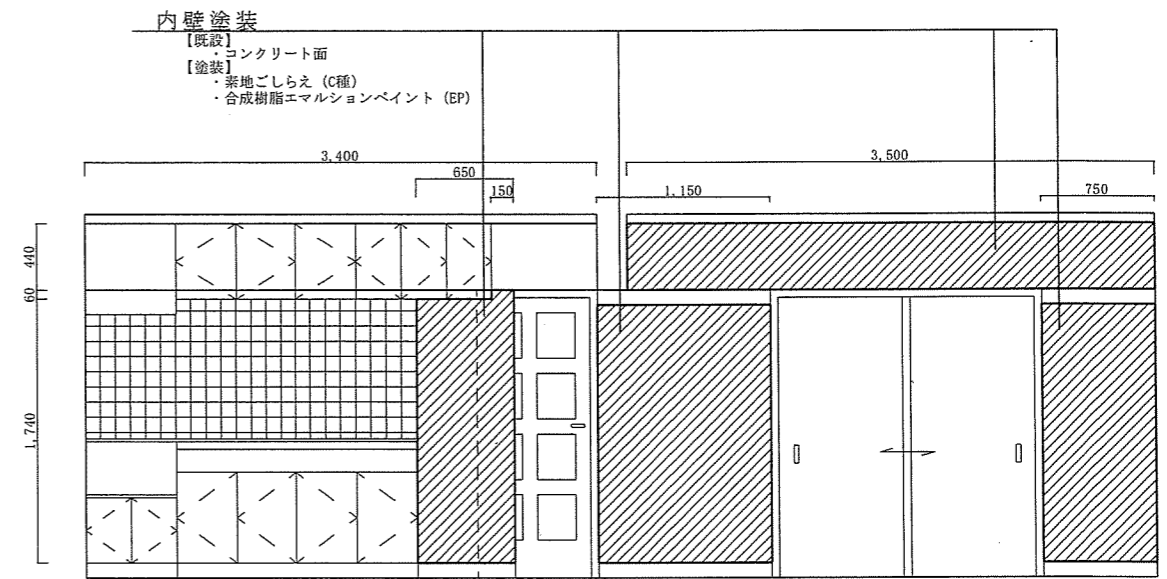 内壁塗装
【既設】
・コンクリート面
【塗装】
・素地ごしらえ (C種)
・合成樹脂エマルションペイント (EP)
3,400
3,500
650
150
1,150
750
440
60
1,740